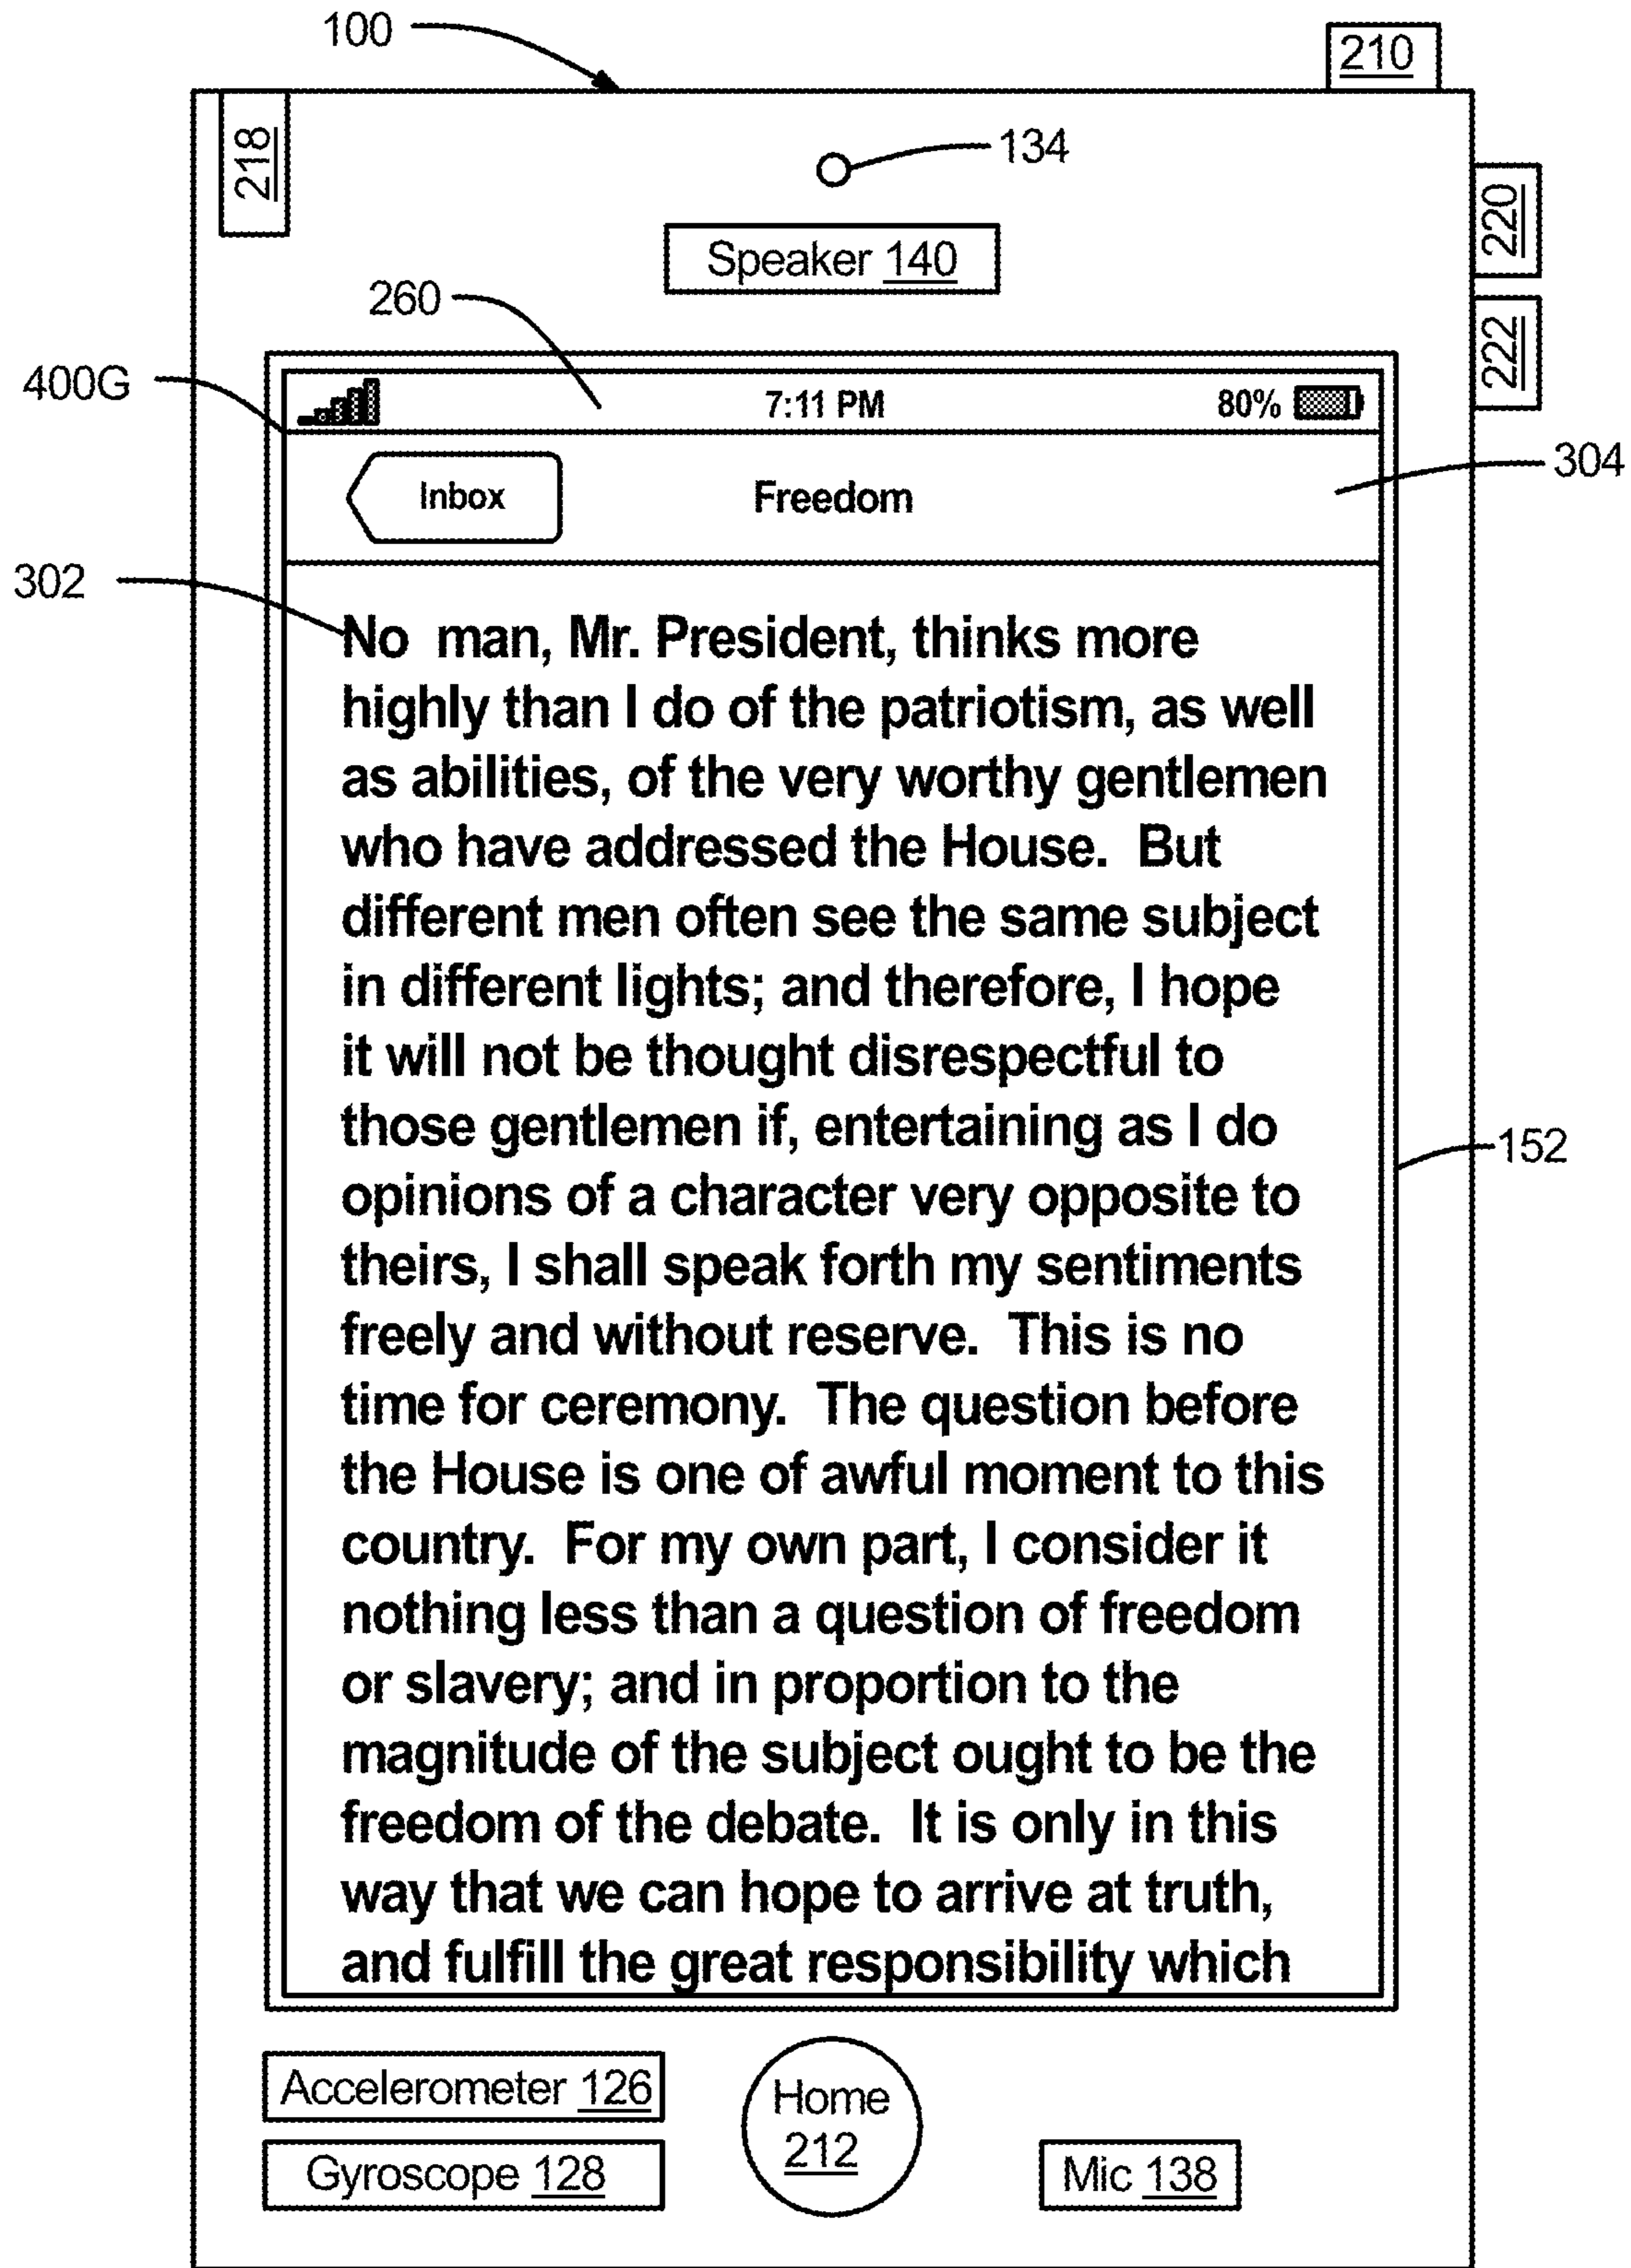 100
210
218
134
220
Speaker 140
260
222
400G
7:11 PM
80%
304
Inbox
Freedom
302
No man, Mr. President, thinks more
highly than I do of the patriotism, as well
as abilities, of the very worthy gentlemen
who have addressed the House. But
different men often see the same subject
in different lights; and therefore, I hope
it will not be thought disrespectful to
those gentlemen if, entertaining as I do
opinions of a character very opposite to
theirs, I shall speak forth my sentiments
freely and without reserve. This is no
time for ceremony. The question before
the House is one of awful moment to this
country. For my own part, I consider it
nothing less than a question of freedom
or slavery; and in proportion to the
magnitude of the subject ought to be the
freedom of the debate. It is only in this
way that we can hope to arrive at truth,
and fulfill the great responsibility which
152
Accelerometer 126
Home
212
Gyroscope 128
Mic 138